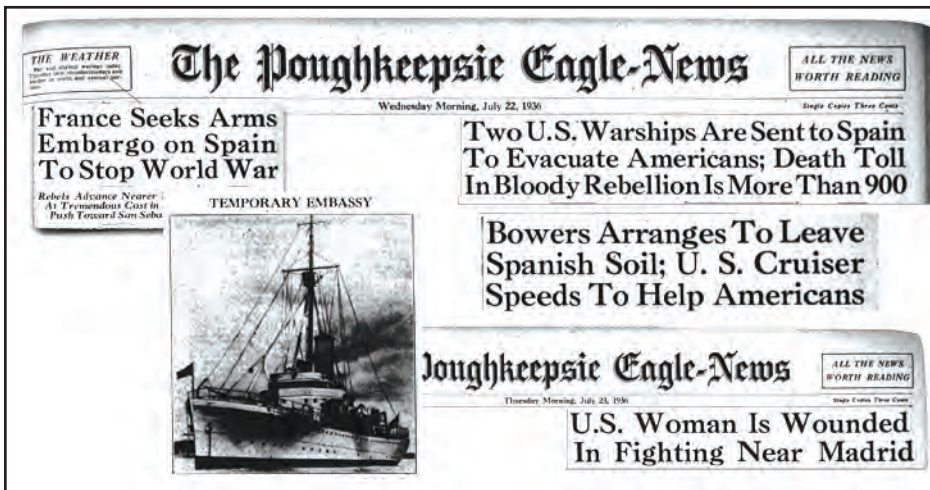 THE WEATHER
The Poughkeepsie Eagle-News
ALL THE NEWS
WORTH READING
Wednesday Morning, July 22, 1936
Single Copies Three Cents
France Seeks Arms
Embargo on Spain
To Stop World War
Rebels Advance Nearer
At Tremendous Cost in
Push Toward San Seba
Two U.S. Warships Are Sent to Spain
To Evacuate Americans; Death Toll
In Bloody Rebellion Is More Than 900
TEMPORARY EMBASSY
Bowers Arranges To Leave
Spanish Soil; U. S. Cruiser
Speeds To Help Americans
Poughkeepsie Eagle-News
ALL THE NEWS
WORTH READING
Thursday Morning, July 23, 1936
Single Copies Three Cents
U.S. Woman Is Wounded
In Fighting Near Madrid